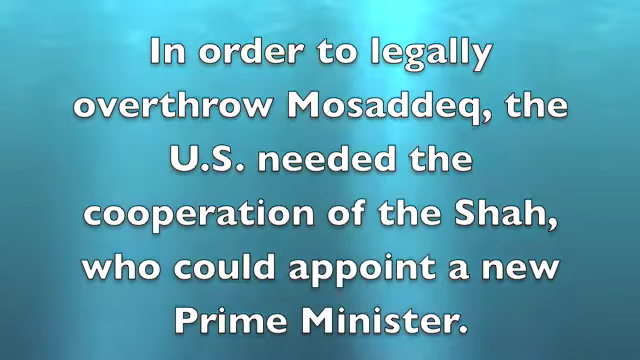 In order to legally
overthrow Mosaddeq, the
U.S. needed the
cooperation of the Shah,
who could appoint a new
Prime Minister.